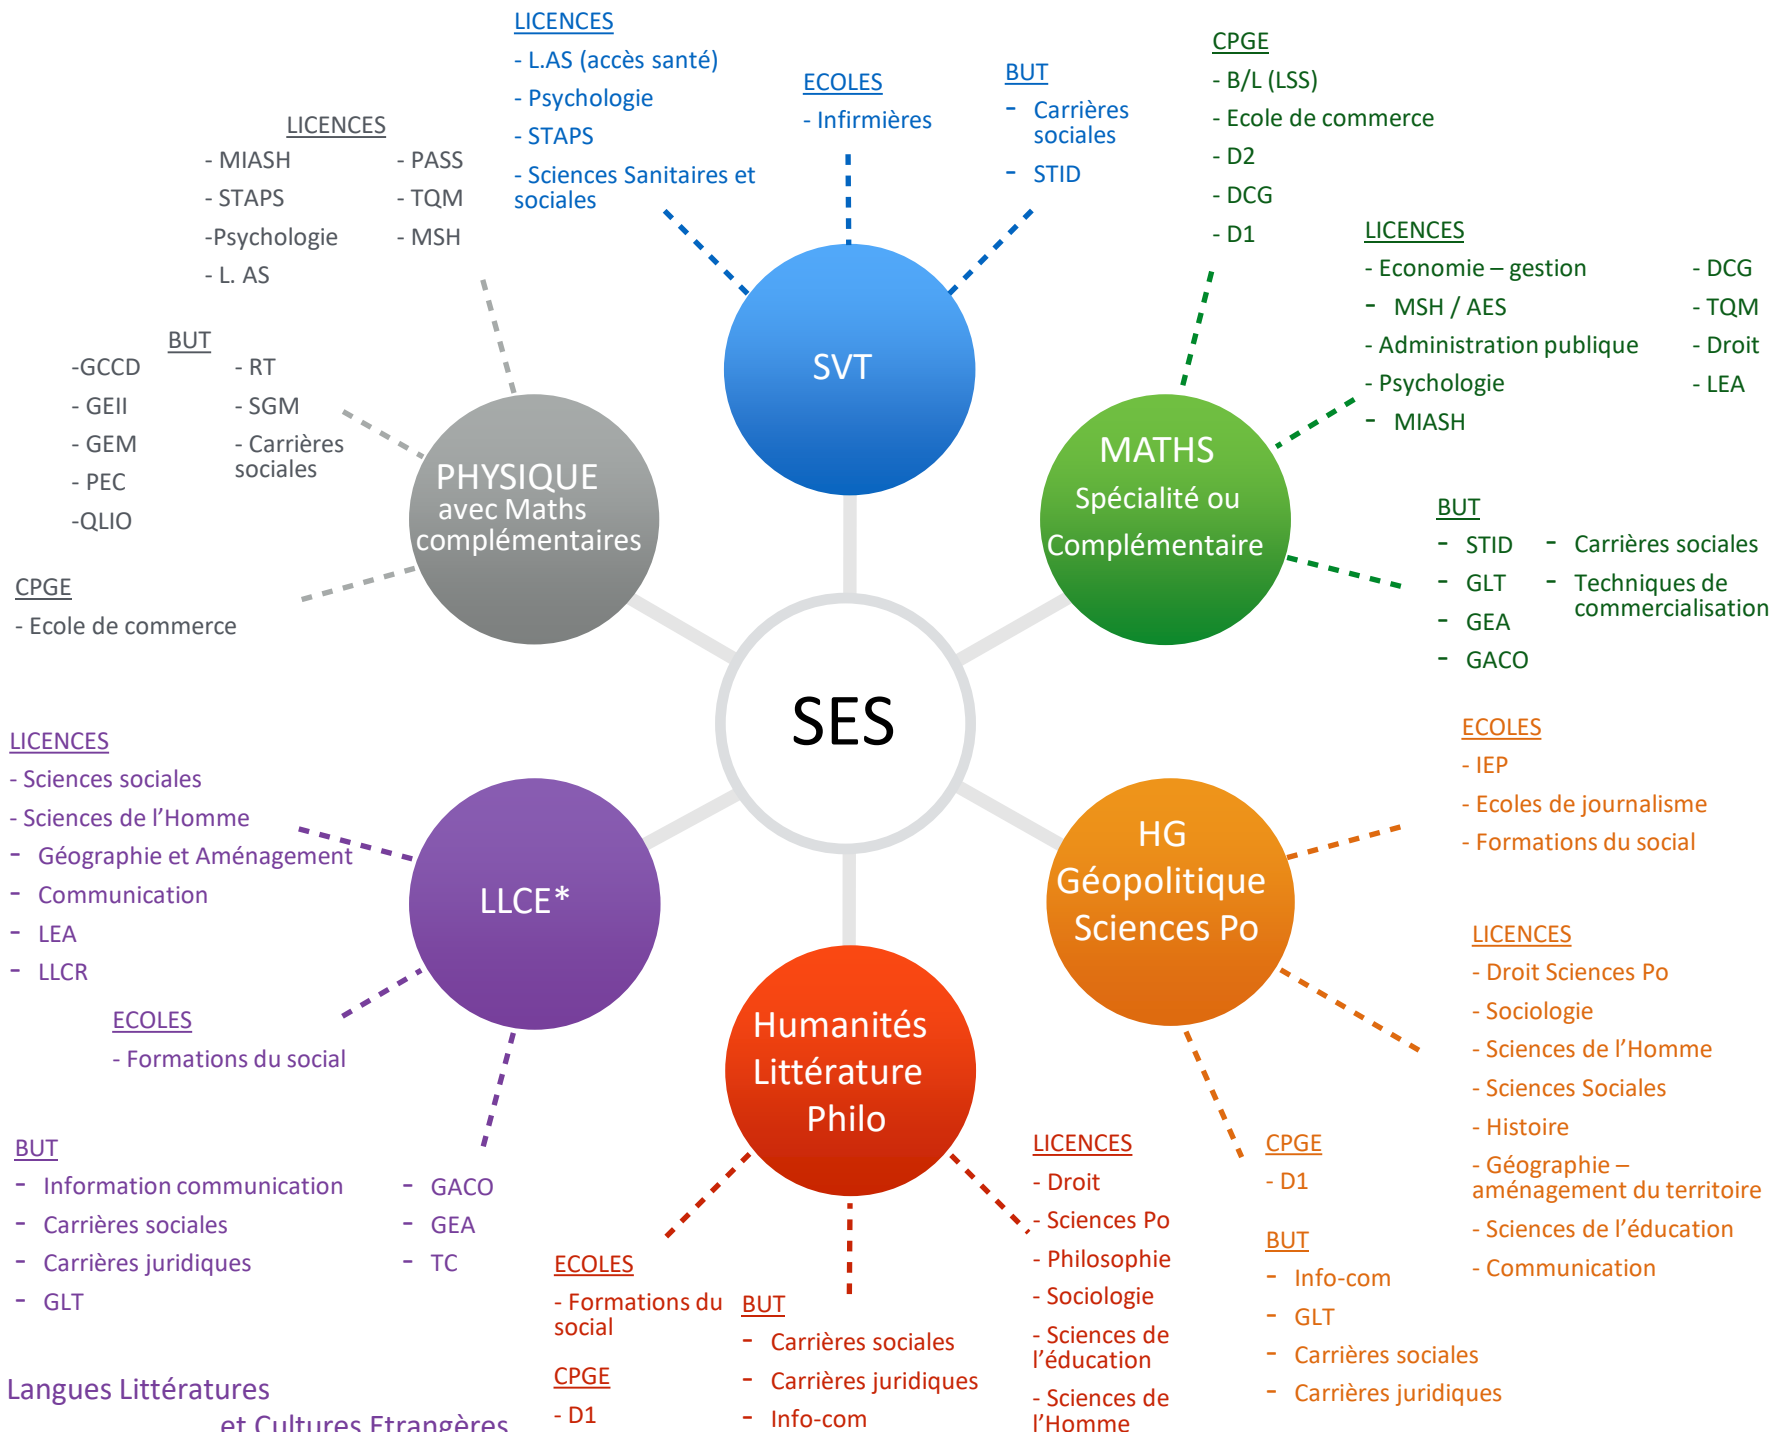 LICENCES
- L.AS (accès santé)
- Psychologie
- STAPS
- Sciences Sanitaires et
sociales
ECOLES
- Infirmières
BUT
- Carrières
sociales
- STID
CPGE
- B/L (LSS)
- Ecole de commerce
- D2
- DCG
- D1
LICENCES
- MIASH
- STAPS
-Psychologie
- L. AS
- PASS
- TQM
- MSH
LICENCES
- Economie – gestion
- MSH / AES
- Administration publique
- Psychologie
- MIASH
- DCG
- TQM
- Droit
- LEA
BUT
-GCCD
- GEII
- GEM
- PEC
-QLIO
- RT
- SGM
- Carrières
sociales
SVT
PHYSIQUE
avec Maths
complémentaires
MATHS
Spécialité ou
Complémentaire
BUT
- STID
- GLT
- GEA
- GACO
- Carrières sociales
- Techniques de
commercialisation
CPGE
- Ecole de commerce
SES
LICENCES
- Sciences sociales
- Sciences de l'Homme
- Géographie et Aménagement
- Communication
- LEA
- LLCR
LLCE*
HG
Géopolitique
Sciences Po
ECOLES
- IEP
- Ecoles de journalisme
- Formations du social
ECOLES
- Formations du social
Humanités
Littérature
Philo
LICENCES
- Droit Sciences Po
- Sociologie
- Sciences de l'Homme
- Sciences Sociales
- Histoire
- Géographie –
aménagement du territoire
- Sciences de l'éducation
- Communication
BUT
- Information communication
- Carrières sociales
- Carrières juridiques
- GLT
- GACO
- GEA
- TC
ECOLES
- Formations du
social
CPGE
- D1
BUT
- Carrières sociales
- Carrières juridiques
- Info-com
LICENCES
- Droit
- Sciences Po
- Philosophie
- Sociologie
- Sciences de
l'éducation
- Sciences de
l'Homme
CPGE
- D1
BUT
- Info-com
- GLT
- Carrières sociales
- Carrières juridiques
Langues Littératures
et Cultures Etrangères